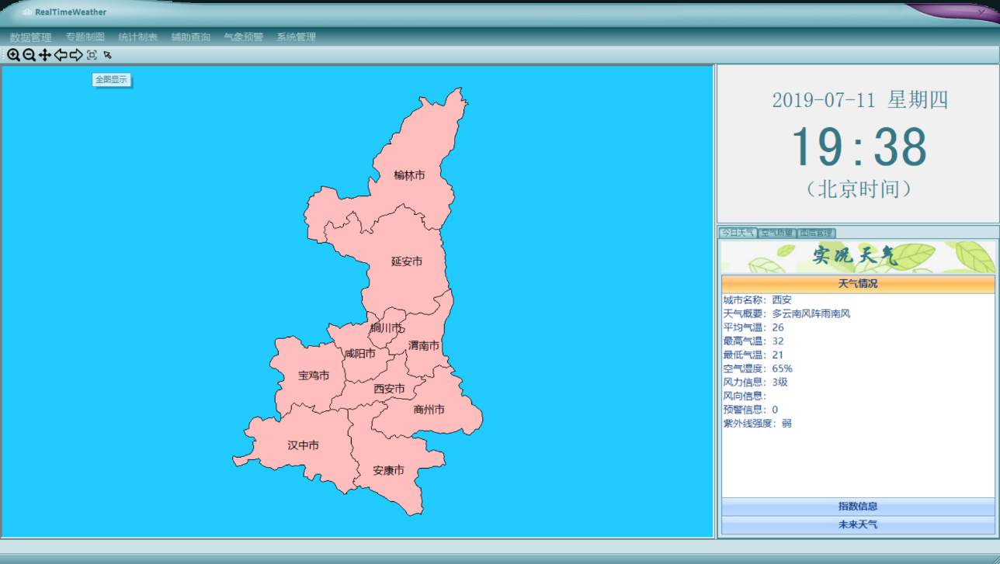 RealTimeWeather
数据管理 专题制图 统计制表 辅助查询 气象预警 系统管理
全图显示
榆林市
延安市
铜川市
渭南市
咸阳市
宝鸡市
西安市
商州市
汉中市
安康市
2019-07-11 星期四
19:38
(北京时间)
今日天气 空气质量 图层管理
实况天气
天气情况
城市名称: 西安
天气概要: 多云南风阵雨南风
平均气温: 26
最高气温: 32
最低气温: 21
空气湿度: 65%
风力信息: 3级
风向信息:
预警信息: 0
紫外线强度: 弱
指数信息
未来天气